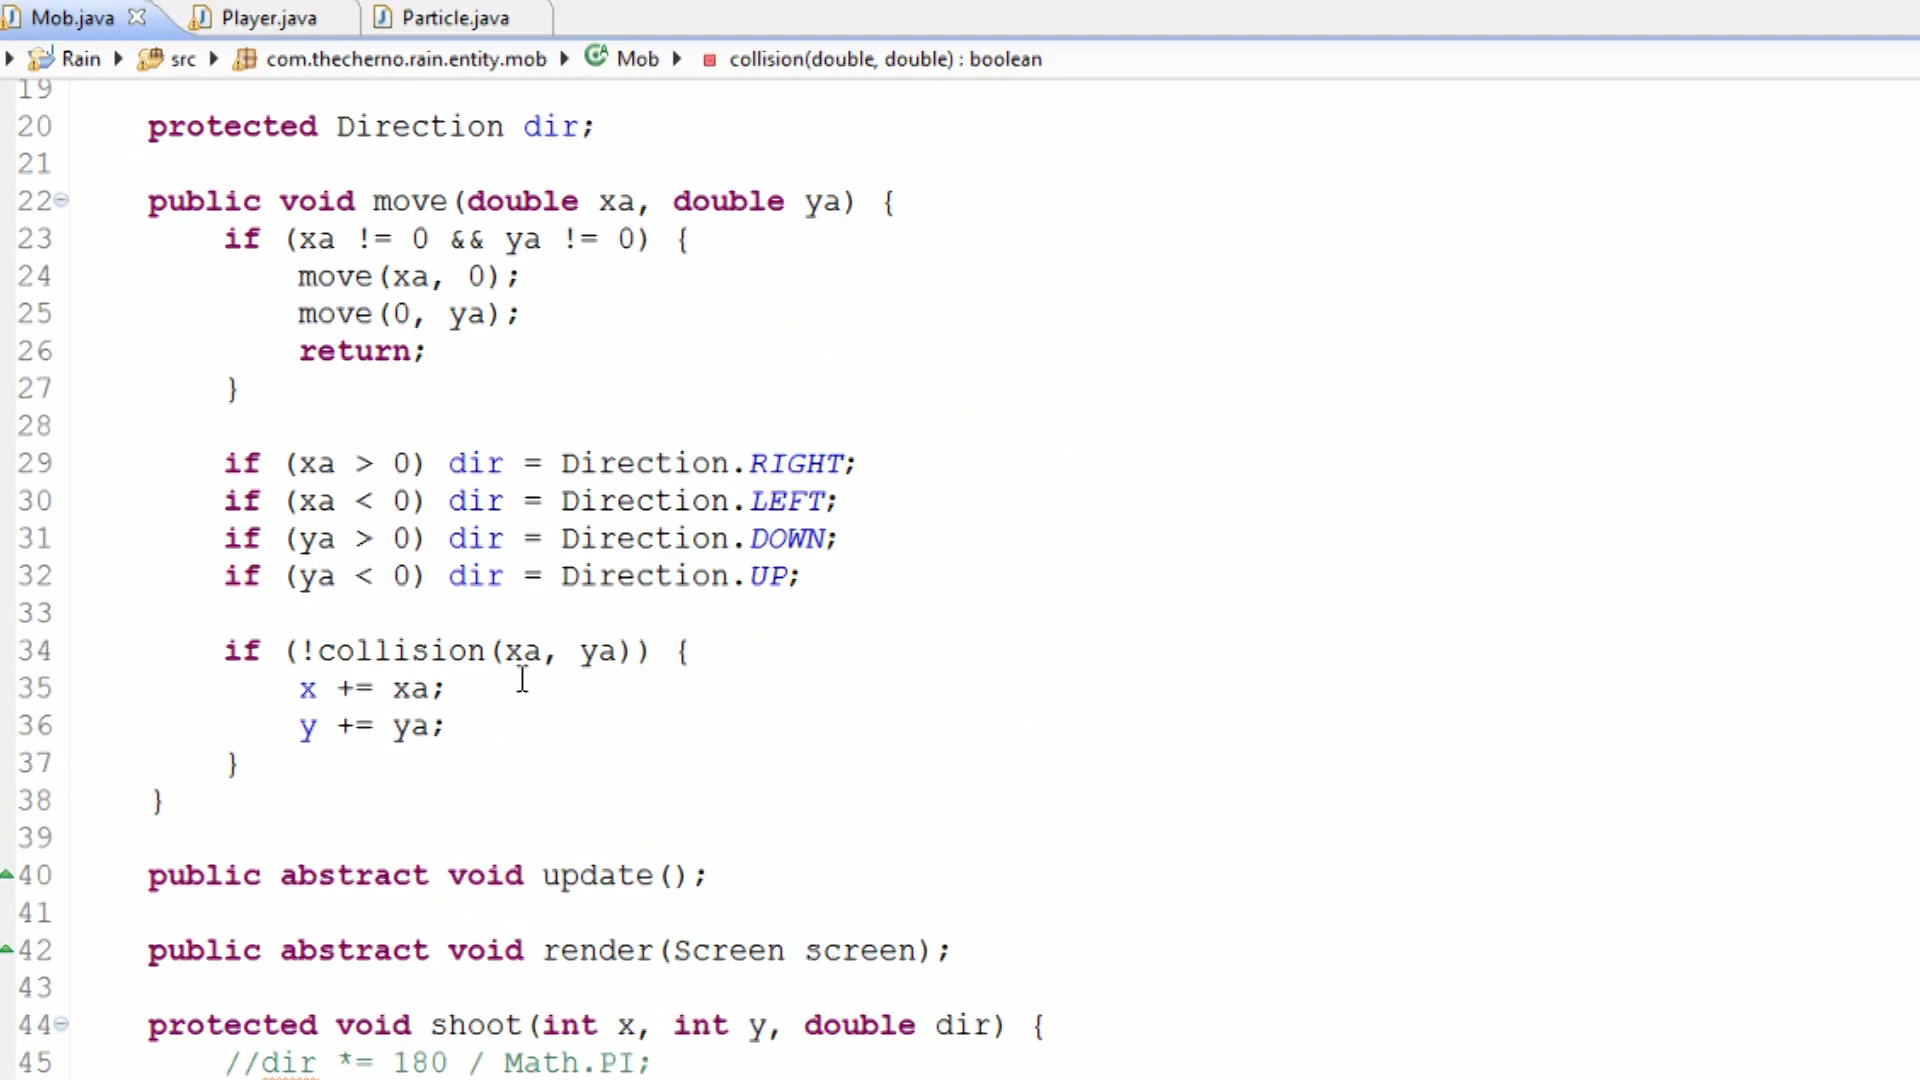 Mob.java Player.java Particle.java
Rain src com.thecherno.rain.entity.mob Mob collision(double, double) : boolean
19
20 protected Direction dir;
21
22 public void move(double xa, double ya) {
23 if (xa != 0 && ya != 0) {
24 move(xa, 0);
25 move(0, ya);
26 return;
27 }
28
29 if (xa > 0) dir = Direction.RIGHT;
30 if (xa < 0) dir = Direction.LEFT;
31 if (ya > 0) dir = Direction.DOWN;
32 if (ya < 0) dir = Direction.UP;
33
34 if (!collision(xa, ya)) {
35 x += xa;
36 y += ya;
37 }
38 }
39
40 public abstract void update();
41
42 public abstract void render(Screen screen);
43
44 protected void shoot(int x, int y, double dir) {
45 //dir *= 180 / Math.PI;